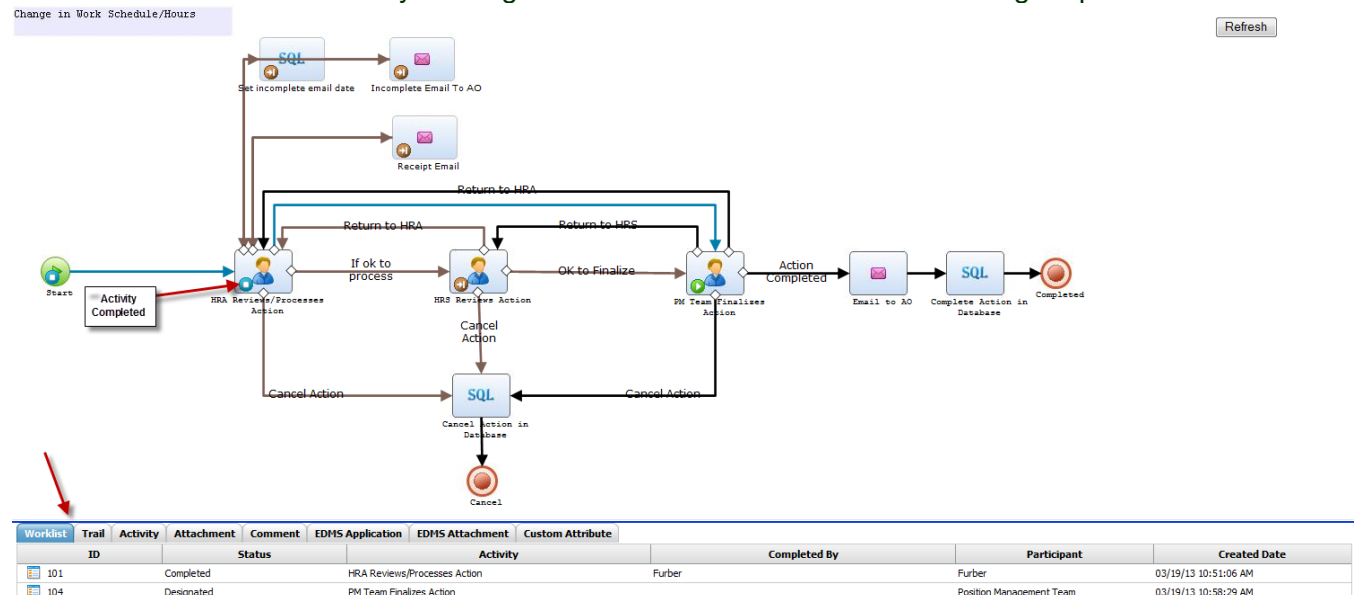 Change in Work Schedule/Hours
Refresh
SQL
Set incomplete email date
Incomplete Email To AO
Receipt Email
Return to HRA
Return to HRA
Return to HRS
If ok to
process
OK to Finalize
Action
Completed
SQL
Start
Activity
Completed
HRA Reviews/Processes
Action
HRS Reviews Action
PM Team Finalizes
Action
Email to AO
Complete Action in
Database
Completed
Cancel
Action
Cancel Action
SQL
Cancel Action
Cancel Action in
Database
Cancel
Worklist Trail Activity Attachment Comment EDMS Application EDMS Attachment Custom Attribute
ID Status Activity Completed By Participant Created Date
101 Completed HRA Reviews/Processes Action Furber Furber 03/19/13 10:51:06 AM
104 Designated PM Team Finalizes Action Position Management Team 03/19/13 10:58:29 AM